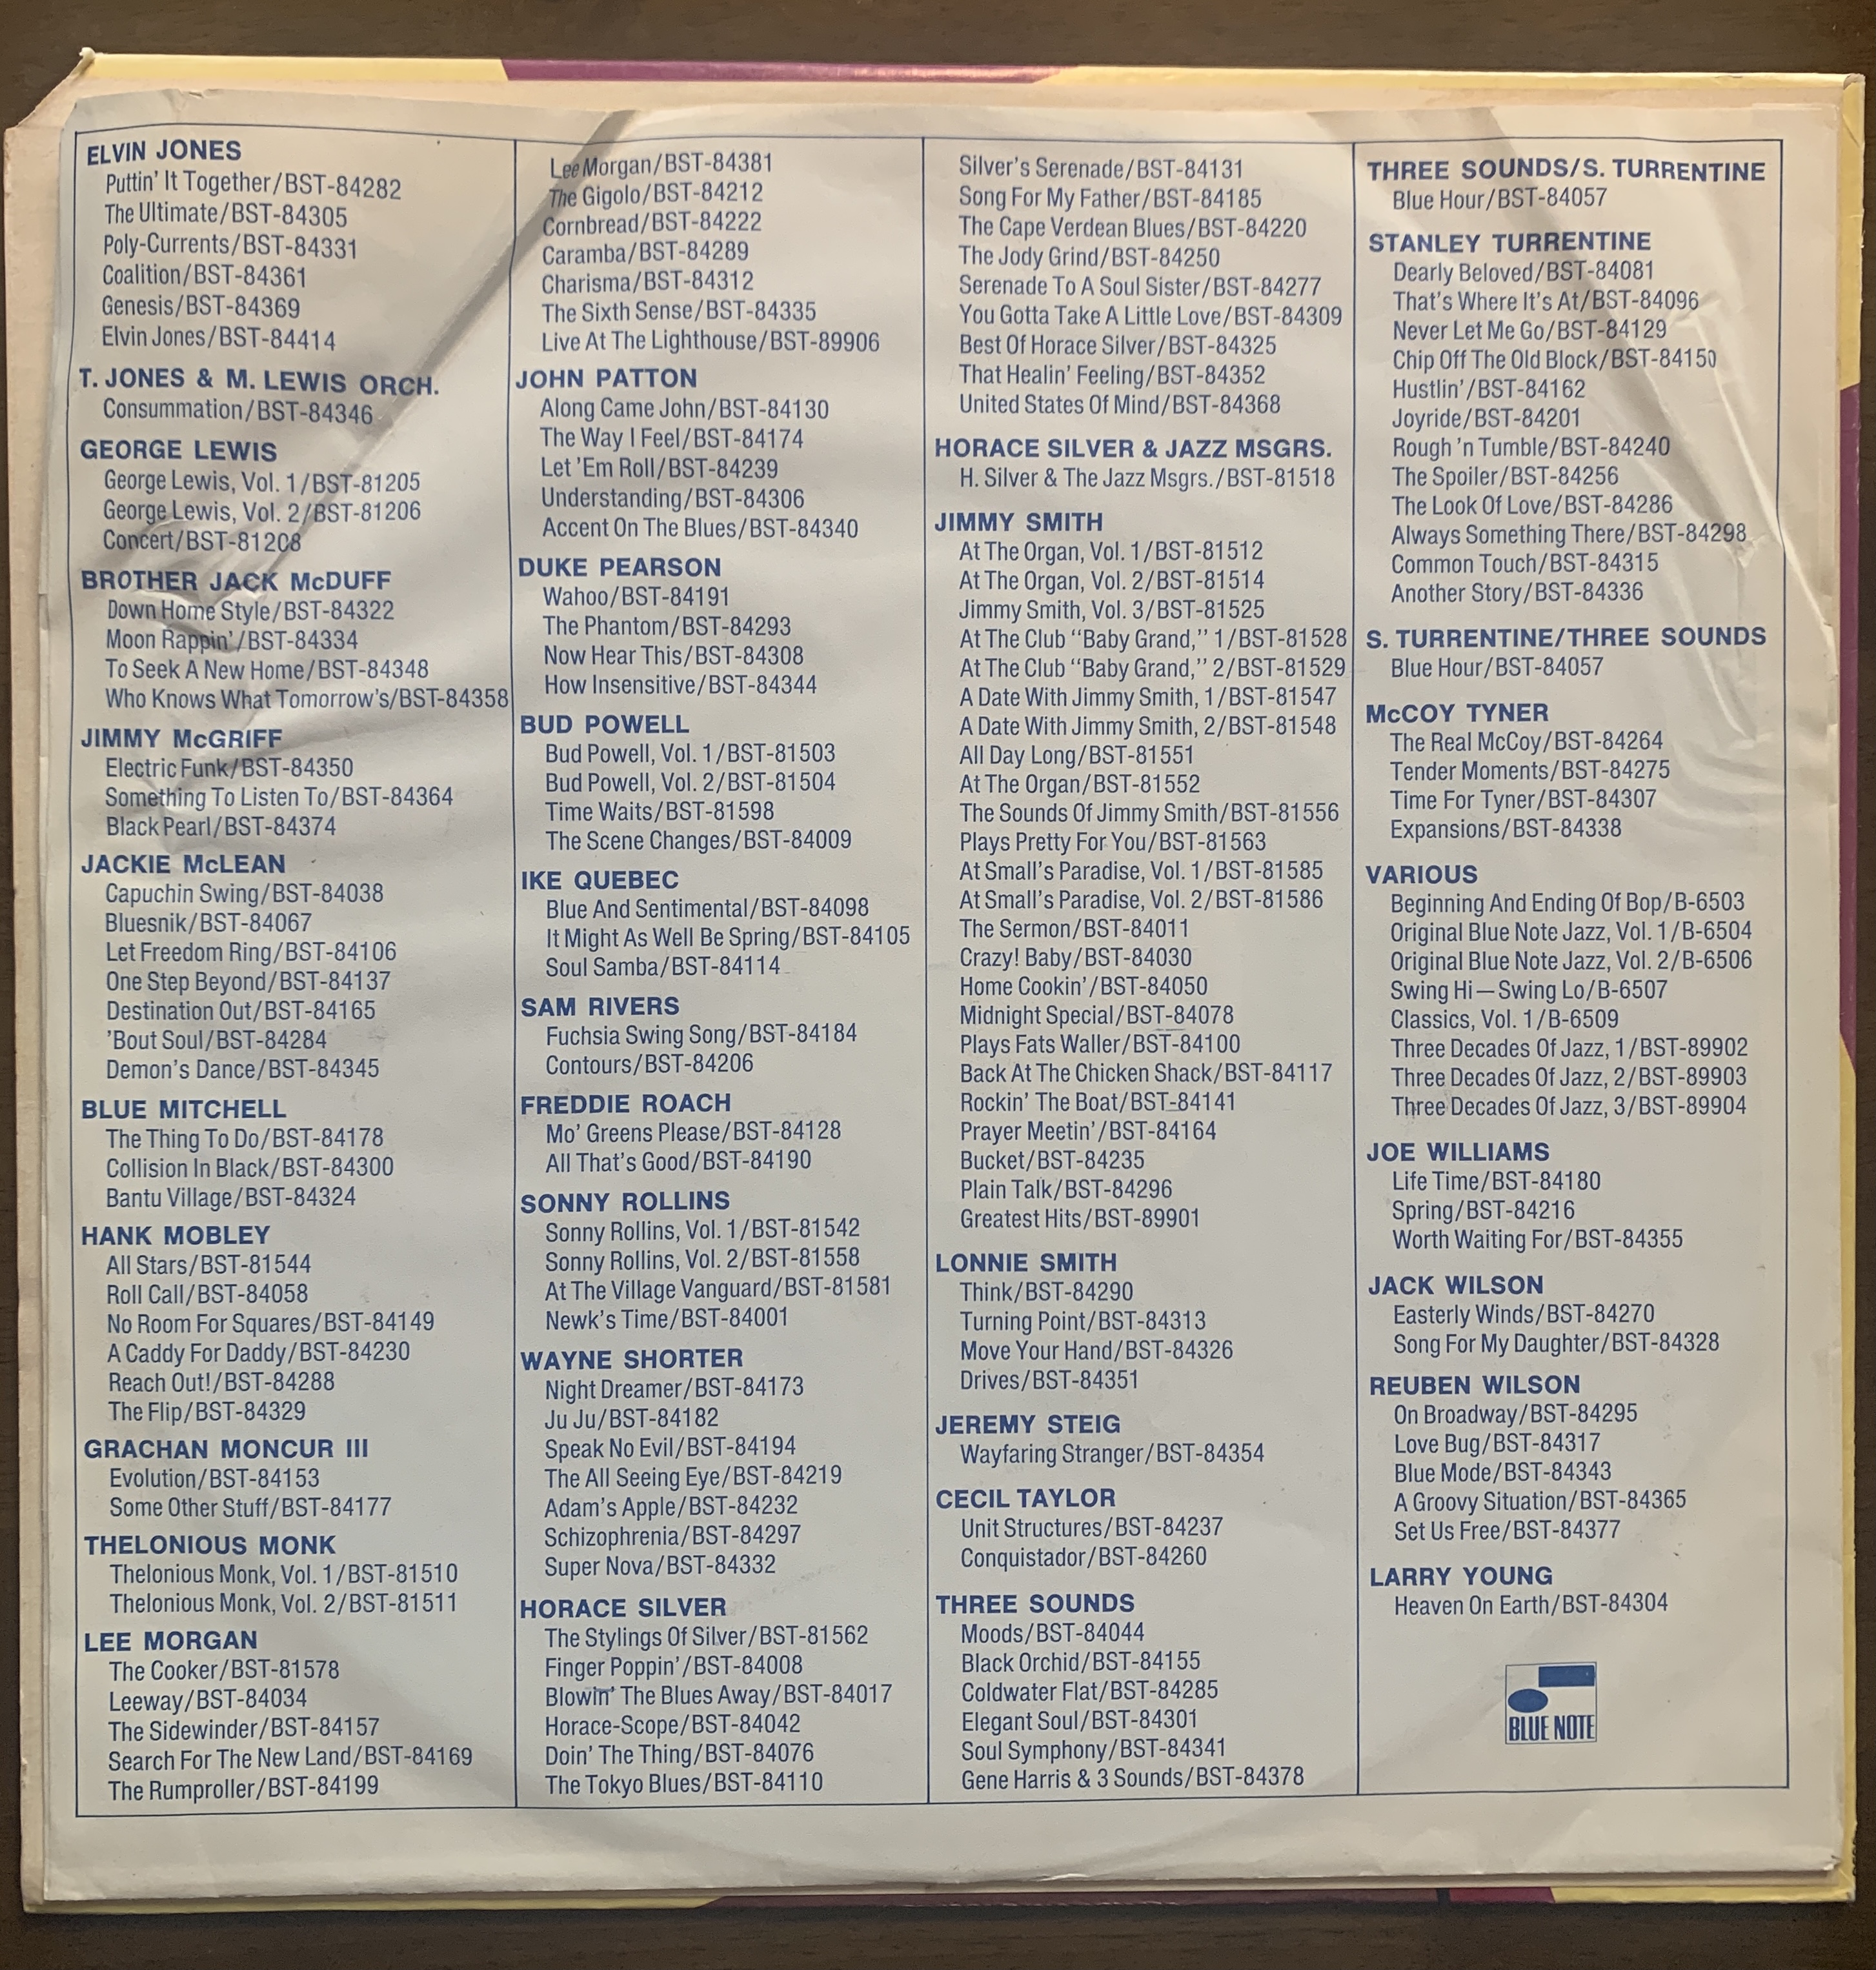 ELVIN JONES
Puttin' It Together/BST-84282
The Ultimate/BST-84305
Poly-Currents/BST-84331
Coalition/BST-84361
Genesis/BST-84369
Elvin Jones/BST-84414
T. JONES & M. LEWIS ORCH.
Consummation/BST-84346
GEORGE LEWIS
George Lewis, Vol. 1/BST-81205
George Lewis, Vol. 2/BST-81206
Concert/BST-81208
BROTHER JACK McDUFF
Down Home Style/BST-84322
Moon Rappin'/BST-84334
To Seek A New Home/BST-84348
Who Knows What Tomorrow's/BST-84358
JIMMY McGRIFF
Electric Funk/BST-84350
Something To Listen To/BST-84364
Black Pearl/BST-84374
JACKIE McLEAN
Capuchin Swing/BST-84038
Bluesnik/BST-84067
Let Freedom Ring/BST-84106
One Step Beyond/BST-84137
Destination Out/BST-84165
'Bout Soul/BST-84284
Demon's Dance/BST-84345
BLUE MITCHELL
The Thing To Do/BST-84178
Collision In Black/BST-84300
Bantu Village/BST-84324
HANK MOBLEY
All Stars/BST-81544
Roll Call/BST-84058
No Room For Squares/BST-84149
A Caddy For Daddy/BST-84230
Reach Out!/BST-84288
The Flip/BST-84329
GRACHAN MONCUR III
Evolution/BST-84153
Some Other Stuff/BST-84177
THELONIOUS MONK
Thelonious Monk, Vol. 1/BST-81510
Thelonious Monk, Vol. 2/BST-81511
LEE MORGAN
The Cooker/BST-81578
Leeway/BST-84034
The Sidewinder/BST-84157
Search For The New Land/BST-84169
The Rumproller/BST-84199
Lee Morgan/BST-84381
The Gigolo/BST-84212
Cornbread/BST-84222
Caramba/BST-84289
Charisma/BST-84312
The Sixth Sense/BST-84335
Live At The Lighthouse/BST-89906
JOHN PATTON
Along Came John/BST-84130
The Way I Feel/BST-84174
Let 'Em Roll/BST-84239
Understanding/BST-84306
Accent On The Blues/BST-84340
DUKE PEARSON
Wahoo/BST-84191
The Phantom/BST-84293
Now Hear This/BST-84308
How Insensitive/BST-84344
BUD POWELL
Bud Powell, Vol. 1/BST-81503
Bud Powell, Vol. 2/BST-81504
Time Waits/BST-81598
The Scene Changes/BST-84009
IKE QUEBEC
Blue And Sentimental/BST-84098
It Might As Well Be Spring/BST-84105
Soul Samba/BST-84114
SAM RIVERS
Fuchsia Swing Song/BST-84184
Contours/BST-84206
FREDDIE ROACH
Mo' Greens Please/BST-84128
All That's Good/BST-84190
SONNY ROLLINS
Sonny Rollins, Vol. 1/BST-81542
Sonny Rollins, Vol. 2/BST-81558
At The Village Vanguard/BST-81581
Newk's Time/BST-84001
WAYNE SHORTER
Night Dreamer/BST-84173
Ju Ju/BST-84182
Speak No Evil/BST-84194
The All Seeing Eye/BST-84219
Adam's Apple/BST-84232
Schizophrenia/BST-84297
Super Nova/BST-84332
HORACE SILVER
The Stylings Of Silver/BST-81562
Finger Poppin'/BST-84008
Blowin' The Blues Away/BST-84017
Horace-Scope/BST-84042
Doin' The Thing/BST-84076
The Tokyo Blues/BST-84110
Silver's Serenade/BST-84131
Song For My Father/BST-84185
The Cape Verdean Blues/BST-84220
The Jody Grind/BST-84250
Serenade To A Soul Sister/BST-84277
You Gotta Take A Little Love/BST-84309
Best Of Horace Silver/BST-84325
That Healin' Feeling/BST-84352
United States Of Mind/BST-84368
HORACE SILVER & JAZZ MSGRS.
H. Silver & The Jazz Msgrs./BST-81518
JIMMY SMITH
At The Organ, Vol. 1/BST-81512
At The Organ, Vol. 2/BST-81514
Jimmy Smith, Vol. 3/BST-81525
At The Club "Baby Grand," 1/BST-81528
At The Club "Baby Grand," 2/BST-81529
A Date With Jimmy Smith, 1/BST-81547
A Date With Jimmy Smith, 2/BST-81548
All Day Long/BST-81551
At The Organ/BST-81552
The Sounds Of Jimmy Smith/BST-81556
Plays Pretty For You/BST-81563
At Small's Paradise, Vol. 1/BST-81585
At Small's Paradise, Vol. 2/BST-81586
The Sermon/BST-84011
Crazy! Baby/BST-84030
Home Cookin'/BST-84050
Midnight Special/BST-84078
Plays Fats Waller/BST-84100
Back At The Chicken Shack/BST-84117
Rockin' The Boat/BST-84141
Prayer Meetin'/BST-84164
Bucket/BST-84235
Plain Talk/BST-84296
Greatest Hits/BST-89901
LONNIE SMITH
Think/BST-84290
Turning Point/BST-84313
Move Your Hand/BST-84326
Drives/BST-84351
JEREMY STEIG
Wayfaring Stranger/BST-84354
CECIL TAYLOR
Unit Structures/BST-84237
Conquistador/BST-84260
THREE SOUNDS
Moods/BST-84044
Black Orchid/BST-84155
Coldwater Flat/BST-84285
Elegant Soul/BST-84301
Soul Symphony/BST-84341
Gene Harris & 3 Sounds/BST-84378
THREE SOUNDS/S. TURRENTINE
Blue Hour/BST-84057
STANLEY TURRENTINE
Dearly Beloved/BST-84081
That's Where It's At/BST-84096
Never Let Me Go/BST-84129
Chip Off The Old Block/BST-84150
Hustlin'/BST-84162
Joyride/BST-84201
Rough 'n Tumble/BST-84240
The Spoiler/BST-84256
The Look Of Love/BST-84286
Always Something There/BST-84298
Common Touch/BST-84315
Another Story/BST-84336
S. TURRENTINE/THREE SOUNDS
Blue Hour/BST-84057
McCOY TYNER
The Real McCoy/BST-84264
Tender Moments/BST-84275
Time For Tyner/BST-84307
Expansions/BST-84338
VARIOUS
Beginning And Ending Of Bop/B-6503
Original Blue Note Jazz, Vol. 1/B-6504
Original Blue Note Jazz, Vol. 2/B-6506
Swing Hi—Swing Lo/B-6507
Classics, Vol. 1/B-6509
Three Decades Of Jazz, 1/BST-89902
Three Decades Of Jazz, 2/BST-89903
Three Decades Of Jazz, 3/BST-89904
JOE WILLIAMS
Life Time/BST-84180
Spring/BST-84216
Worth Waiting For/BST-84355
JACK WILSON
Easterly Winds/BST-84270
Song For My Daughter/BST-84328
REUBEN WILSON
On Broadway/BST-84295
Love Bug/BST-84317
Blue Mode/BST-84343
A Groovy Situation/BST-84365
Set Us Free/BST-84377
LARRY YOUNG
Heaven On Earth/BST-84304
BLUE NOTE